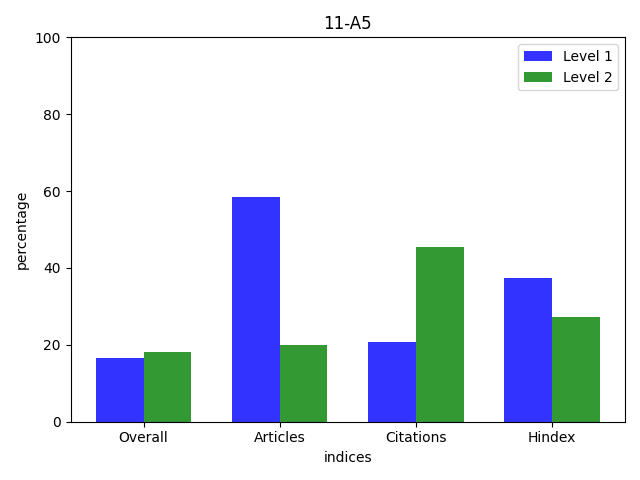 11-A5
100
80
60
40
20
0
percentage
Level 1
Level 2
Overall
Articles
Citations
Hindex
indices